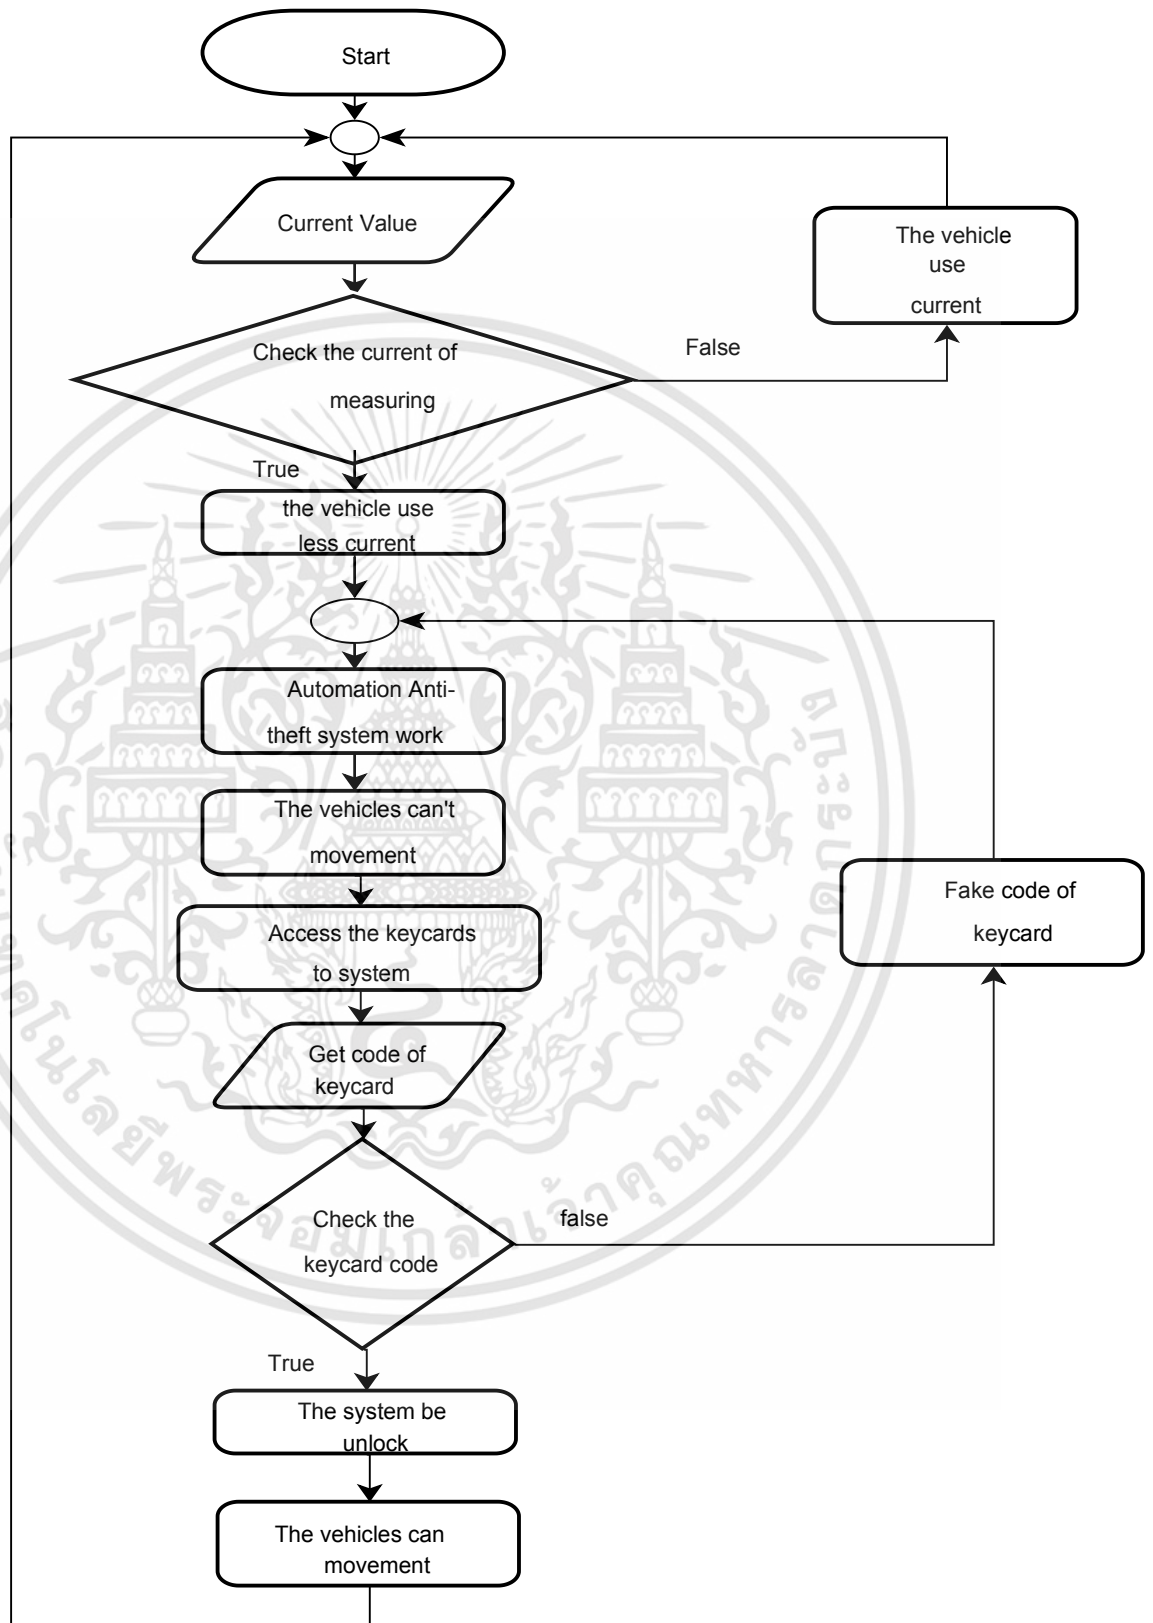 Start
Current Value
The vehicle
use
current
Check the current of
measuring
False
True
the vehicle use
less current
Automation Anti-
theft system work
The vehicles can't
movement
Access the keycards
to system
Fake code of
keycard
Get code of
keycard
Check the
keycard code
false
True
The system be
unlock
The vehicles can
movement